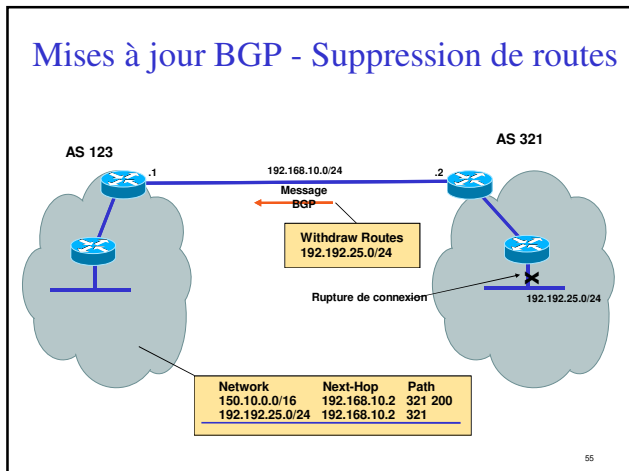 Mises à jour BGP - Suppression de routes
AS 123
AS 321
.1
192.168.10.0/24
.2
Message
BGP
Withdraw Routes
192.192.25.0/24
Rupture de connexion
192.192.25.0/24
Network Next-Hop Path
150.10.0.0/16 192.168.10.2 321 200
192.192.25.0/24 192.168.10.2 321
55